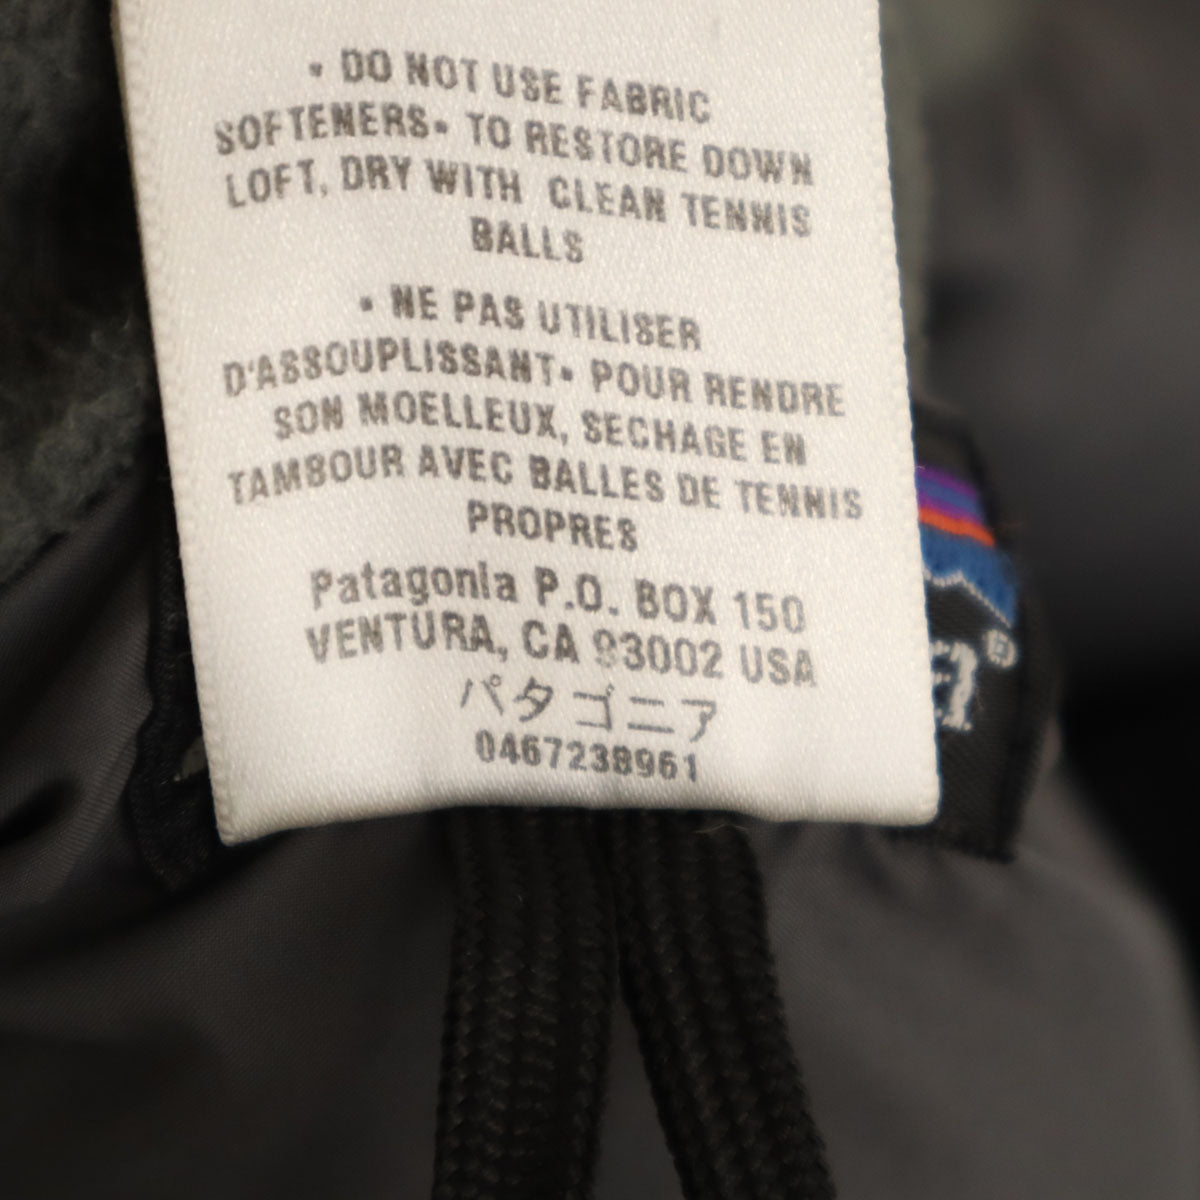 • DO NOT USE FABRIC
SOFTENERS• TO RESTORE DOWN
LOFT, DRY WITH CLEAN TENNIS
BALLS
• NE PAS UTILISER
D'ASSOUPLISSANT• POUR RENDRE
SON MOELLEUX, SECHAGE EN
TAMBOUR AVEC BALLES DE TENNIS
PROPRES
Patagonia P.O. BOX 150
VENTURA, CA 93002 USA
パタゴニア
0467238961